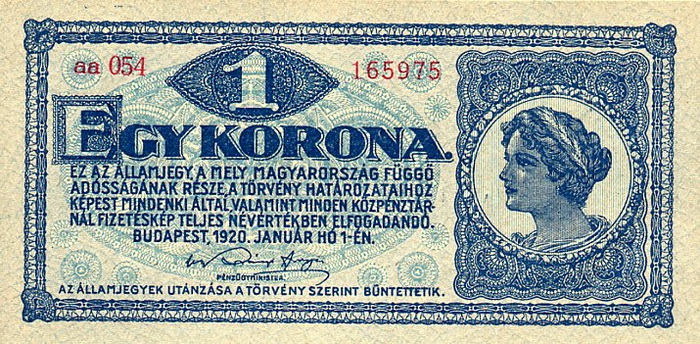 aa 054
1
165975
EGY KORONA.
EZ AZ ÁLLAMJEGY, A MELY MAGYARORSZÁG FÜGGŐ
ADÓSSÁGÁNAK RÉSZE, A TÖRVÉNY HATÁROZATAIHOZ
KÉPEST MINDENKI ÁLTAL, VALAMINT MINDEN KÖZPÉNZTÁR-
NÁL FIZETÉSKÉP TELJES NÉVÉRTÉKBEN ELFOGADANDÓ.
BUDAPEST, 1920. JANUÁR HÓ 1-ÉN.
PÉNZÜGYMINISTER.
AZ ÁLLAMJEGYEK UTÁNZÁSA A TÖRVÉNY SZERINT BÜNTETTETIK.